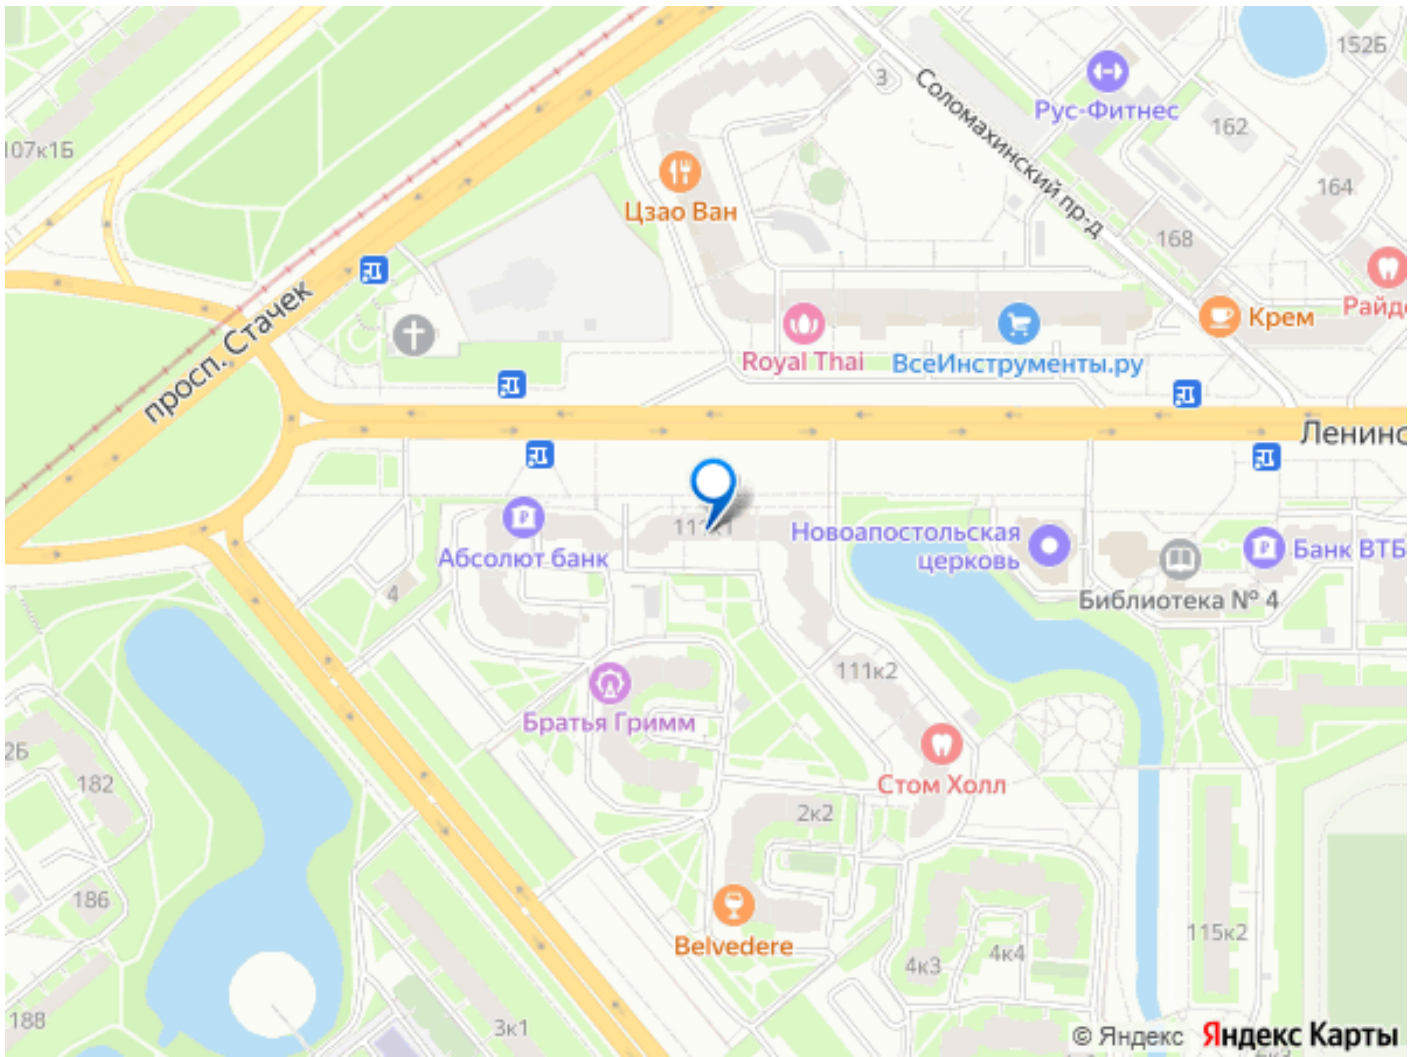 152Б
3
Соломахинский пр-д
Рус-Фитнес
162
107к1Б
164
Цзао Ван
168
просп. Стачек
Крем
Райде
Royal Thai
ВсеИнструменты.ру
Ленинс
Абсолют банк
Новоапостольская
церковь
Банк ВТБ
4
Библиотека № 4
111к2
Братья Гримм
2Б
182
Стом Холл
2к2
186
Belvedere
115к2
4к4
4к3
188
3к1
© Яндекс
Яндекс Карты